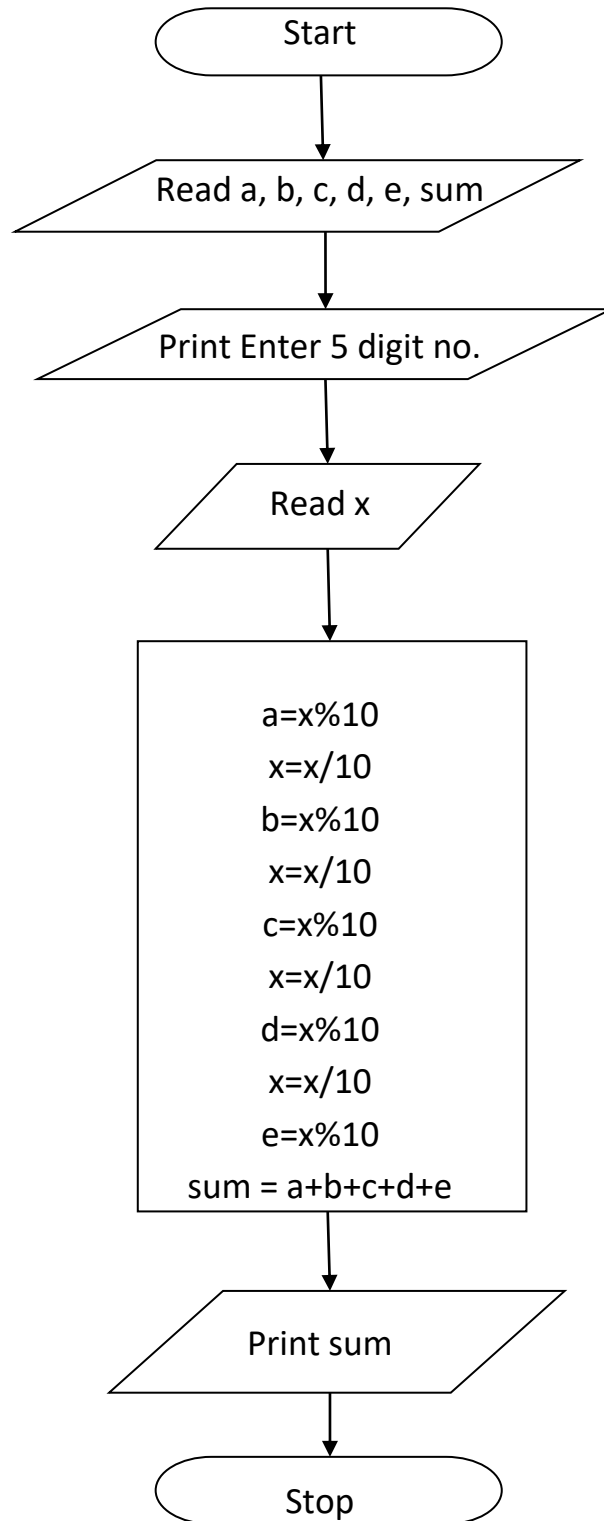 Start
Read a, b, c, d, e, sum
Print Enter 5 digit no.
Read x
a=x%10
x=x/10
b=x%10
x=x/10
c=x%10
x=x/10
d=x%10
x=x/10
e=x%10
sum = a+b+c+d+e
Print sum
Stop